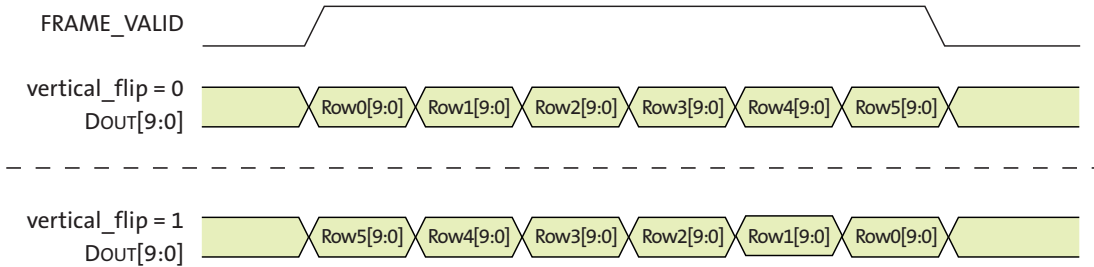 FRAME_VALID
vertical_flip = 0
DOUT[9:0]
Row0[9:0] Row1[9:0] Row2[9:0] Row3[9:0] Row4[9:0] Row5[9:0]
vertical_flip = 1
DOUT[9:0]
Row5[9:0] Row4[9:0] Row3[9:0] Row2[9:0] Row1[9:0] Row0[9:0]